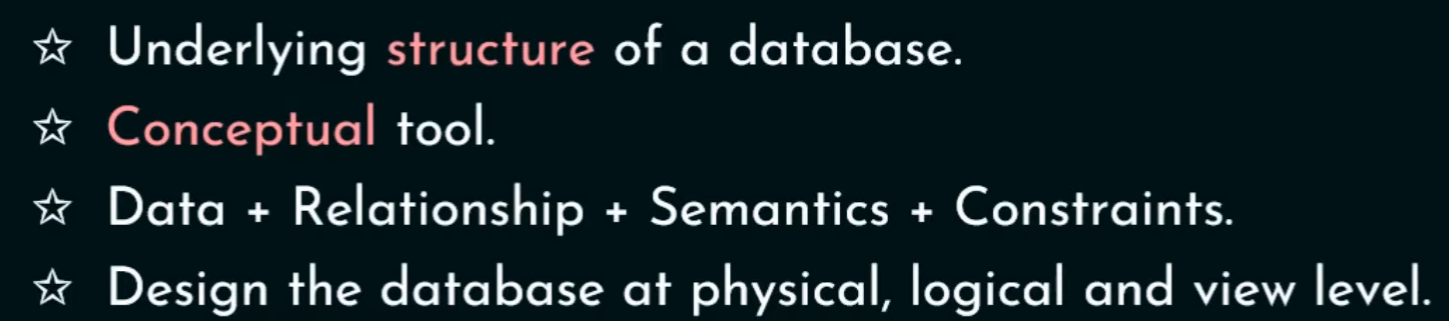 ☆ Underlying structure of a database.
☆ Conceptual tool.
☆ Data + Relationship + Semantics + Constraints.
☆ Design the database at physical, logical and view level.